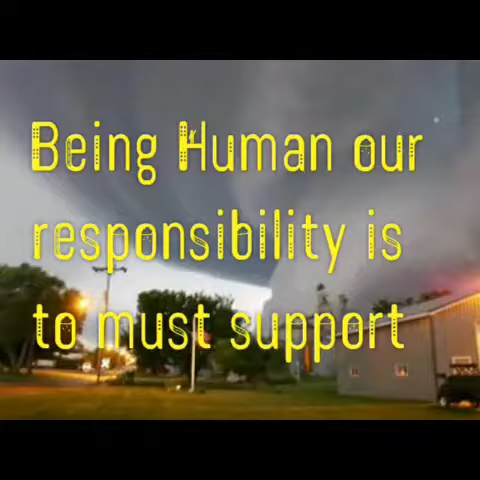 Being Human our
responsibility is
to must support